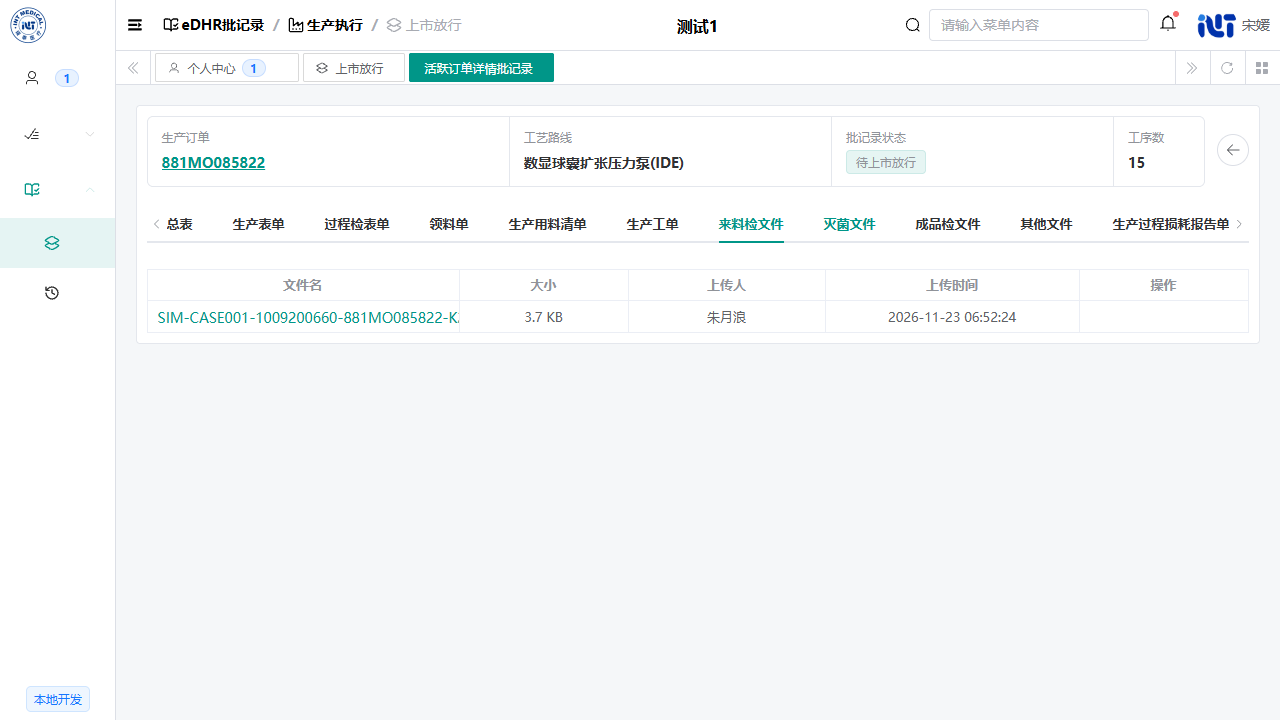 INT MEDICAL
eDHR批记录 / 生产执行 / 上市放行
测试1
请输入菜单内容
宋媛
1
个人中心 1
上市放行
活跃订单详情批记录
生产订单
881MO085822
工艺路线
数显球囊扩张压力泵(IDE)
批记录状态
待上市放行
工序数
15
总表 生产表单 过程检表单 领料单 生产用料清单 生产工单 来料检文件 灭菌文件 成品检文件 其他文件 生产过程损耗报告单
文件名 大小 上传人 上传时间 操作
SIM-CASE001-1009200660-881MO085822-K 3.7 KB 朱月浪 2026-11-23 06:52:24
本地开发